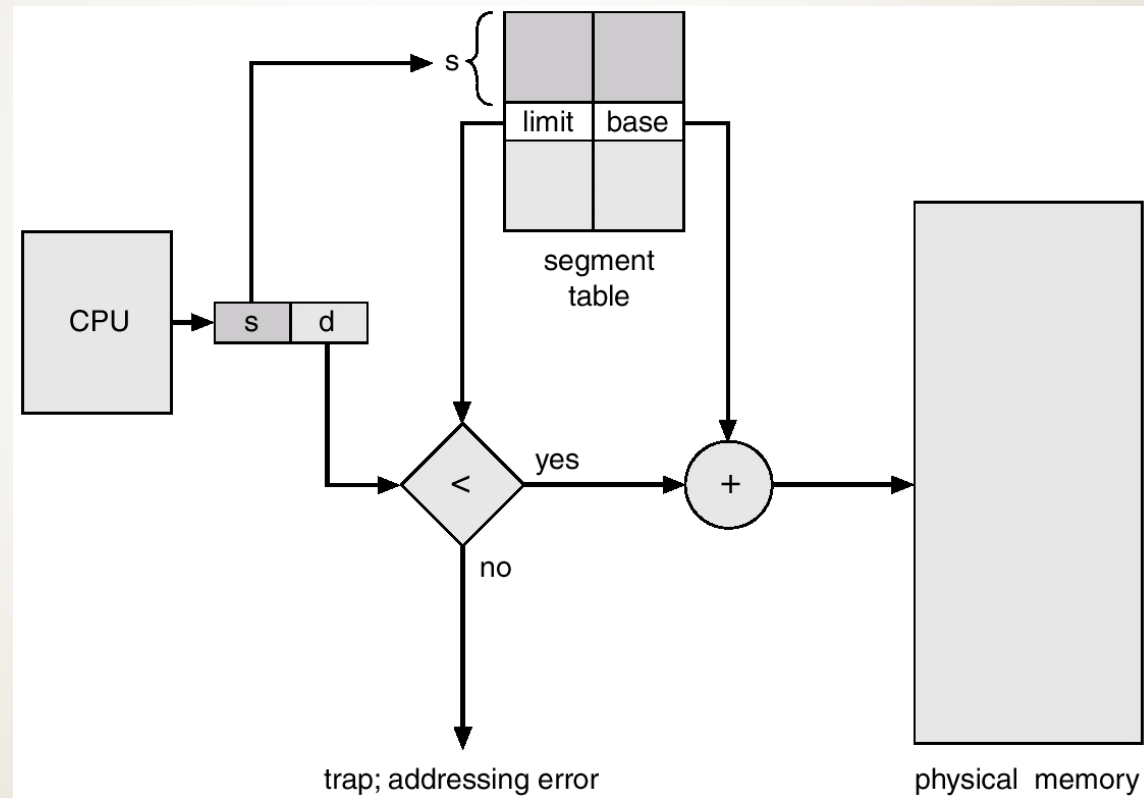 s
limit base
segment
table
CPU
s d
<
yes
+
no
trap; addressing error
physical memory